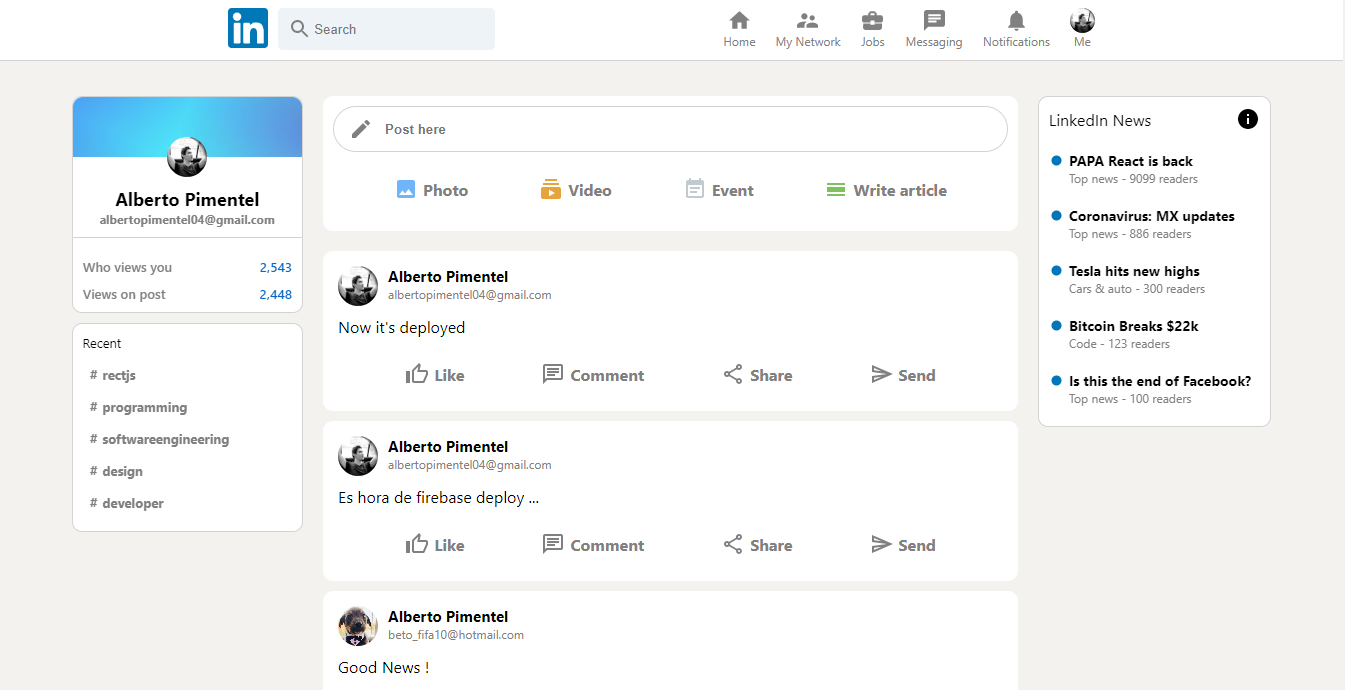 in
Search
Home
My Network
Jobs
Messaging
Notifications
Me
Alberto Pimentel
albertopimentel04@gmail.com
Who views you 2,543
Views on post 2,448
Recent
# rectjs
# programming
# softwareengineering
# design
# developer
Post here
Photo
Video
Event
Write article
Alberto Pimentel
albertopimentel04@gmail.com
Now it's deployed
Like
Comment
Share
Send
Alberto Pimentel
albertopimentel04@gmail.com
Es hora de firebase deploy ...
Like
Comment
Share
Send
Alberto Pimentel
beto_fifa10@hotmail.com
Good News !
LinkedIn News
PAPA React is back
Top news - 9099 readers
Coronavirus: MX updates
Top news - 886 readers
Tesla hits new highs
Cars & auto - 300 readers
Bitcoin Breaks $22k
Code - 123 readers
Is this the end of Facebook?
Top news - 100 readers